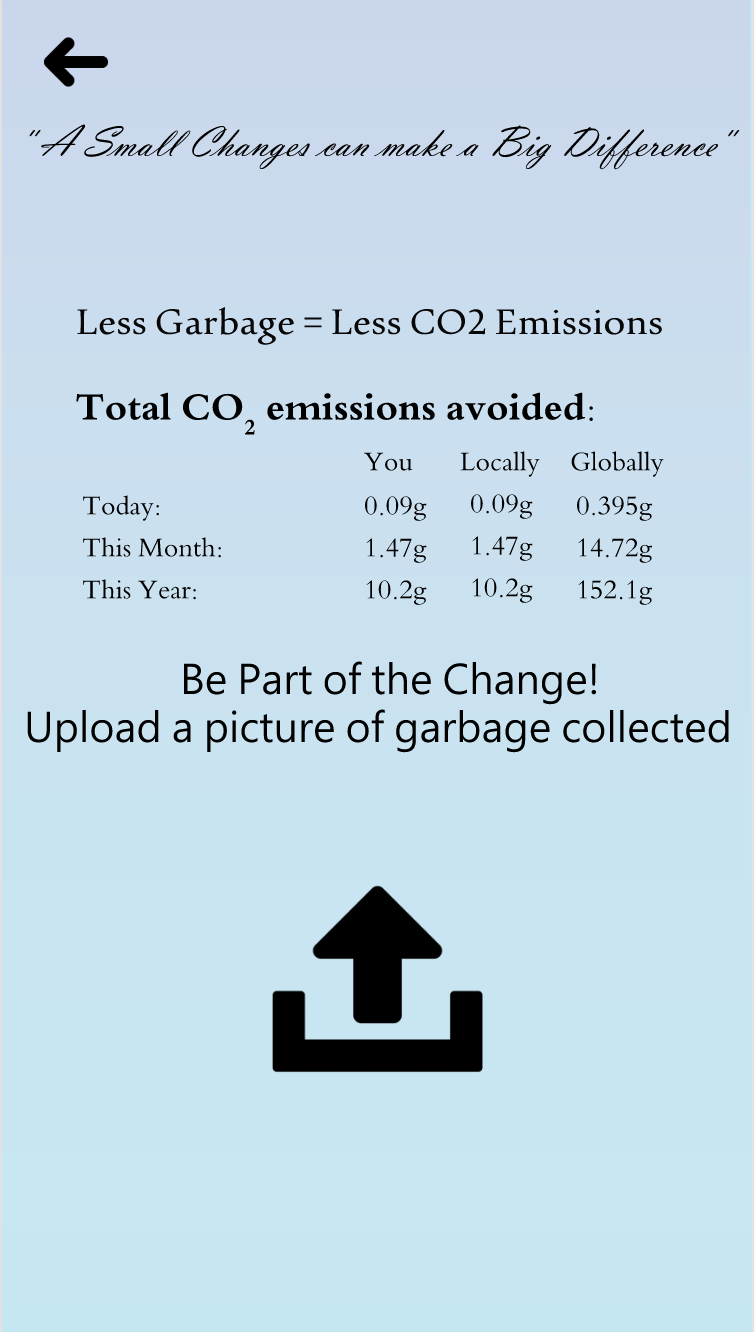 "A Small Changes can make a Big Difference"
Less Garbage = Less CO2 Emissions
Total CO₂ emissions avoided:
You Locally Globally
Today: 0.09g 0.09g 0.395g
This Month: 1.47g 1.47g 14.72g
This Year: 10.2g 10.2g 152.1g
Be Part of the Change!
Upload a picture of garbage collected